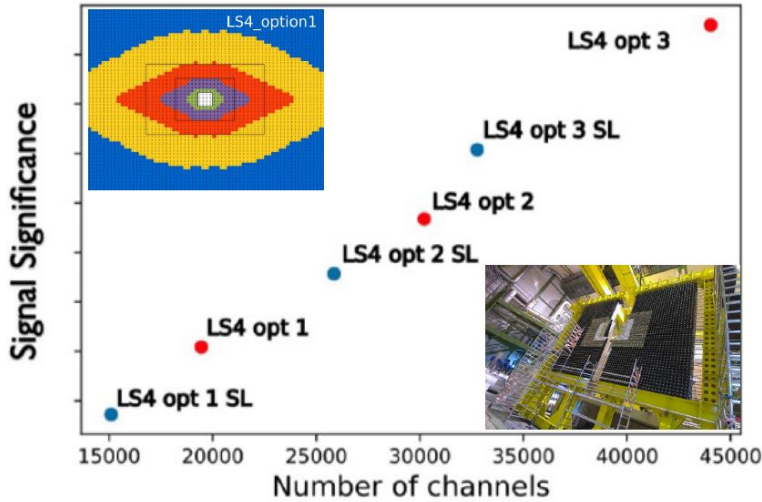 LS4_option1
LS4 opt 3
LS4 opt 3 SL
LS4 opt 2
LS4 opt 2 SL
LS4 opt 1
LS4 opt 1 SL
Signal Significance
15000 20000 25000 30000 35000 40000 45000
Number of channels